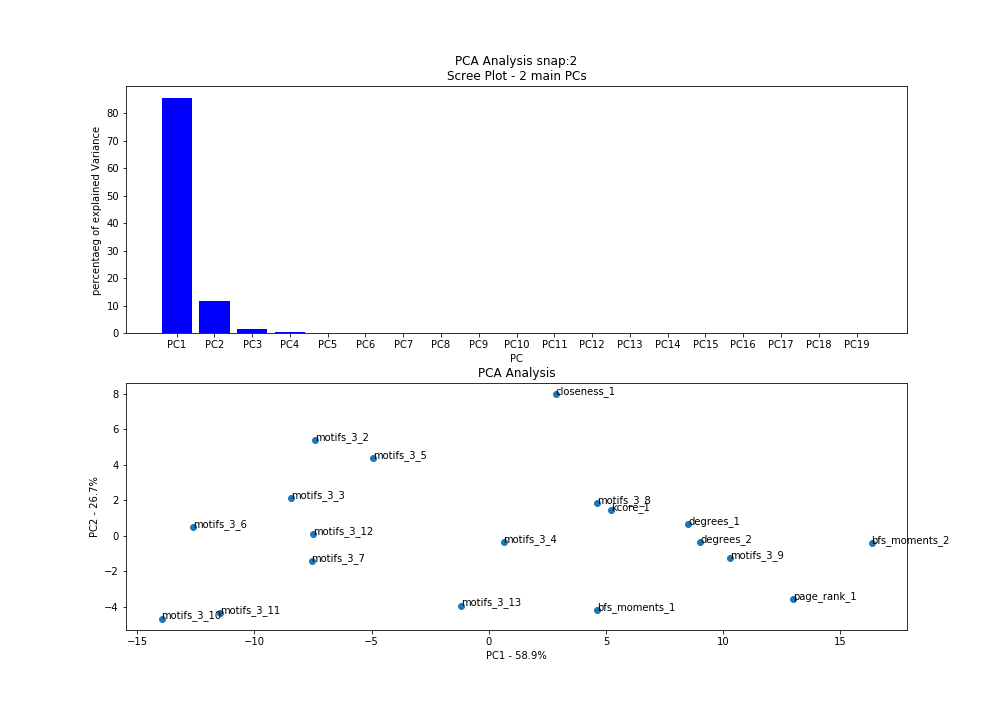 PCA Analysis snap:2
Scree Plot - 2 main PCs
percentaeg of explained Variance
80
70
60
50
40
30
20
10
0
PC1 PC2 PC3 PC4 PC5 PC6 PC7 PC8 PC9 PC10 PC11 PC12 PC13 PC14 PC15 PC16 PC17 PC18 PC19
PC
PCA Analysis
PC2 - 26.7%
8
6
4
2
0
−2
−4
closeness_1
motifs_3_2
motifs_3_5
motifs_3_3
motifs_3_8
kcore_1
motifs_3_6
degrees_1
motifs_3_12
motifs_3_4
degrees_2
bfs_moments_2
motifs_3_7
motifs_3_9
motifs_3_13
page_rank_1
motifs_3_10
motifs_3_11
bfs_moments_1
−15 −10 −5 0 5 10 15
PC1 - 58.9%